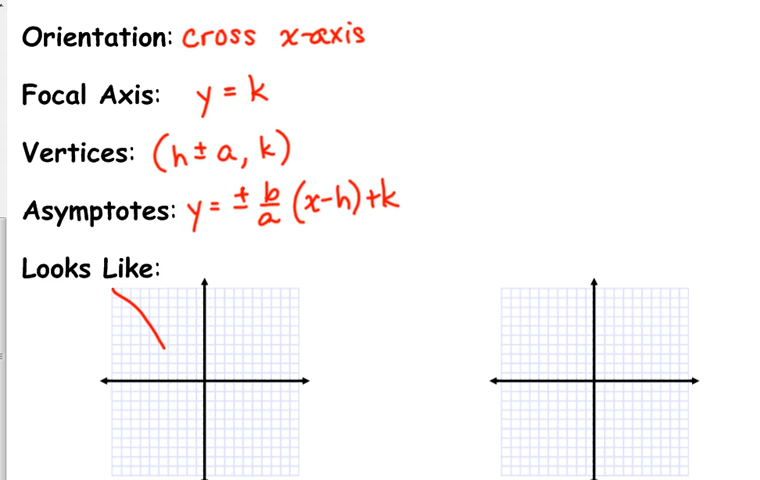 Orientation: cross x-axis
Focal Axis: y = k
Vertices: (h ± a, k)
Asymptotes: y = ± b/a (x-h)+k
Looks Like: